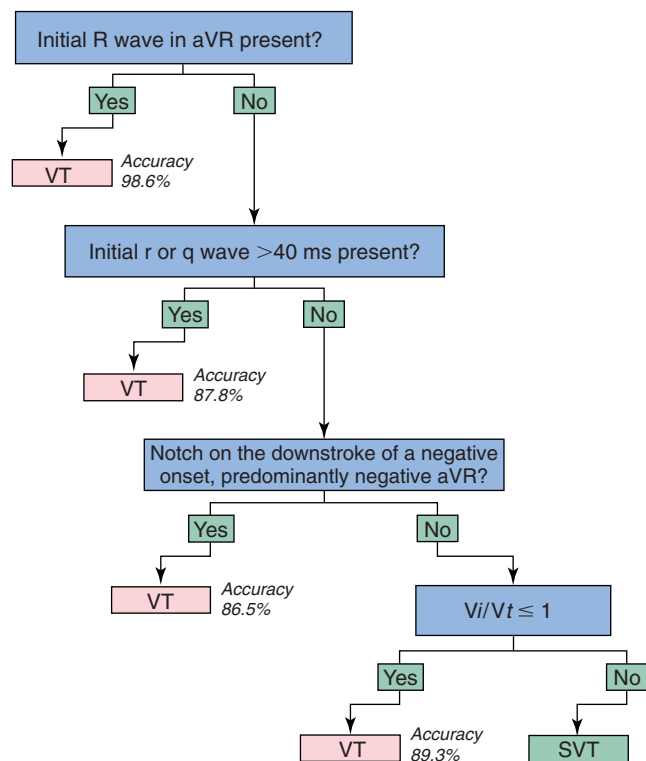 Initial R wave in aVR present?
Yes
No
VT
Accuracy
98.6%
Initial r or q wave >40 ms present?
Yes
No
VT
Accuracy
87.8%
Notch on the downstroke of a negative
onset, predominantly negative aVR?
Yes
No
VT
Accuracy
86.5%
Vi/Vt ≤ 1
Yes
No
VT
Accuracy
89.3%
SVT